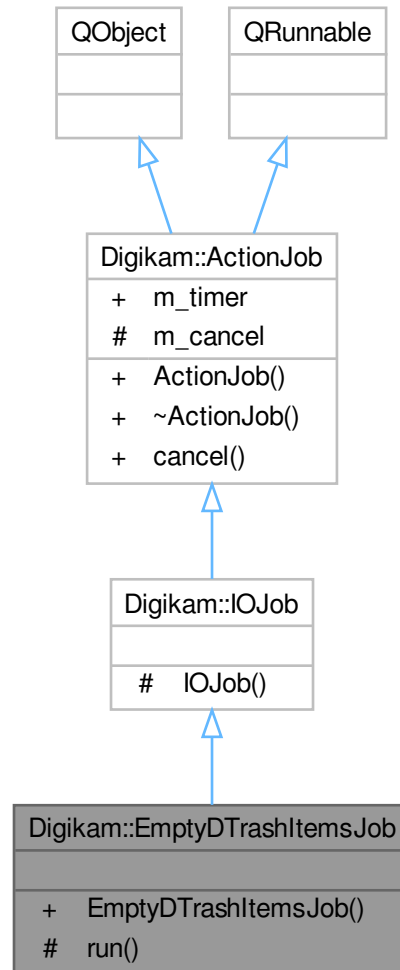 QObject
QRunnable
Digikam::ActionJob
+ m_timer
# m_cancel
+ ActionJob()
+ ~ActionJob()
+ cancel()
Digikam::IOJob
# IOJob()
Digikam::EmptyDTrashItemsJob
+ EmptyDTrashItemsJob()
# run()